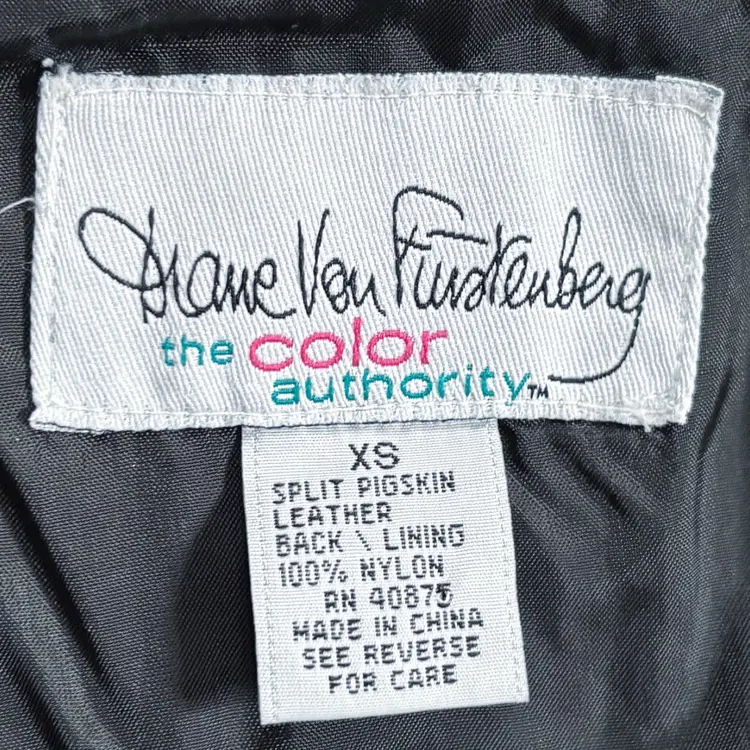 Diane Von Furstenberg
the color
authority™
XS
SPLIT PIGSKIN
LEATHER
BACK \ LINING
100% NYLON
RN 40875
MADE IN CHINA
SEE REVERSE
FOR CARE